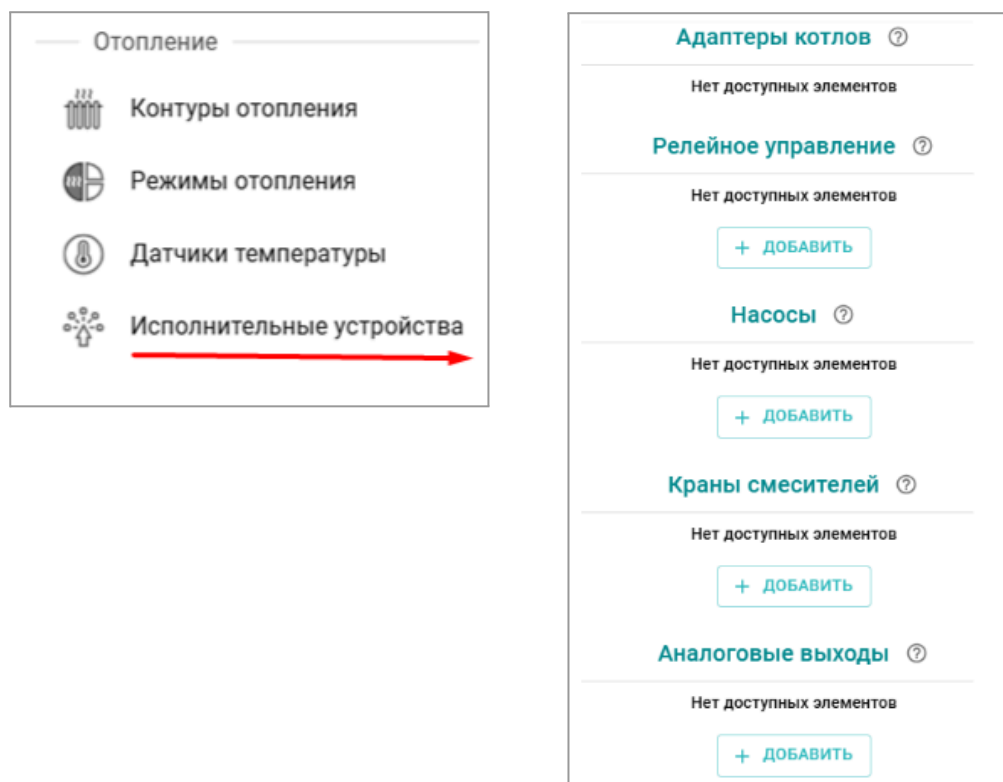 Отопление
Контуры отопления
Режимы отопления
Датчики температуры
Исполнительные устройства
Адаптеры котлов
Нет доступных элементов
Релейное управление
Нет доступных элементов
+ ДОБАВИТЬ
Насосы
Нет доступных элементов
+ ДОБАВИТЬ
Краны смесителей
Нет доступных элементов
+ ДОБАВИТЬ
Аналоговые выходы
Нет доступных элементов
+ ДОБАВИТЬ